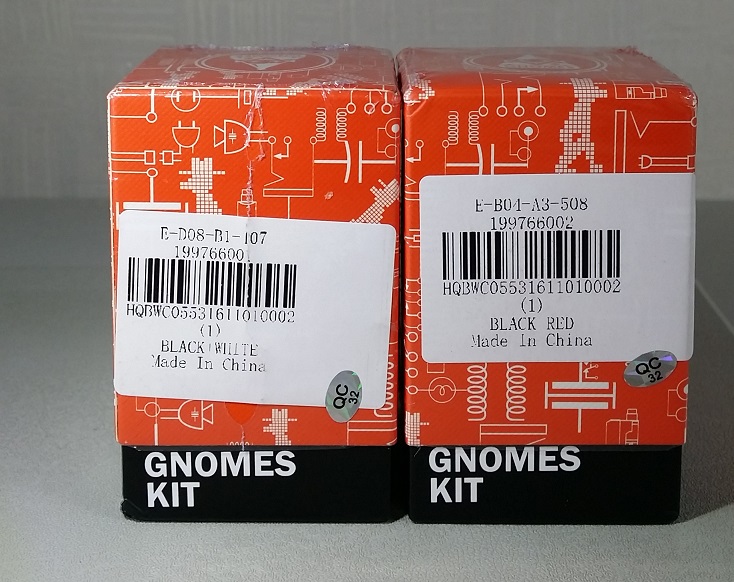 E-D08-B1-107
199766001
HQBWC05531611010002
(1)
BLACK WHITE
Made In China
QC
32
GNOMES
KIT
E-B04-A3-508
199766002
HQBWC05531611010002
(1)
BLACK RED
Made In China
QC
32
GNOMES
KIT